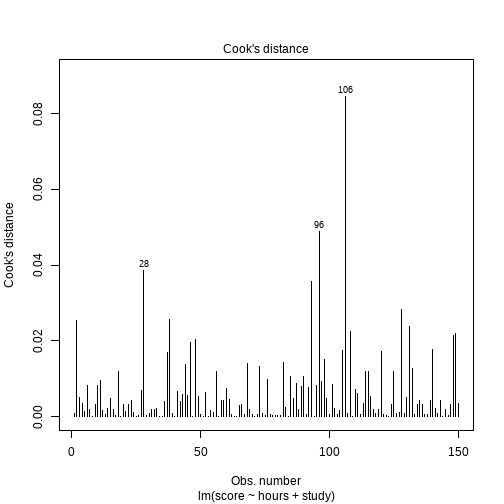 Cook's distance
106
96
28
Cook's distance
0.08
0.06
0.04
0.02
0.00
0 50 100 150
Obs. number
lm(score ~ hours + study)